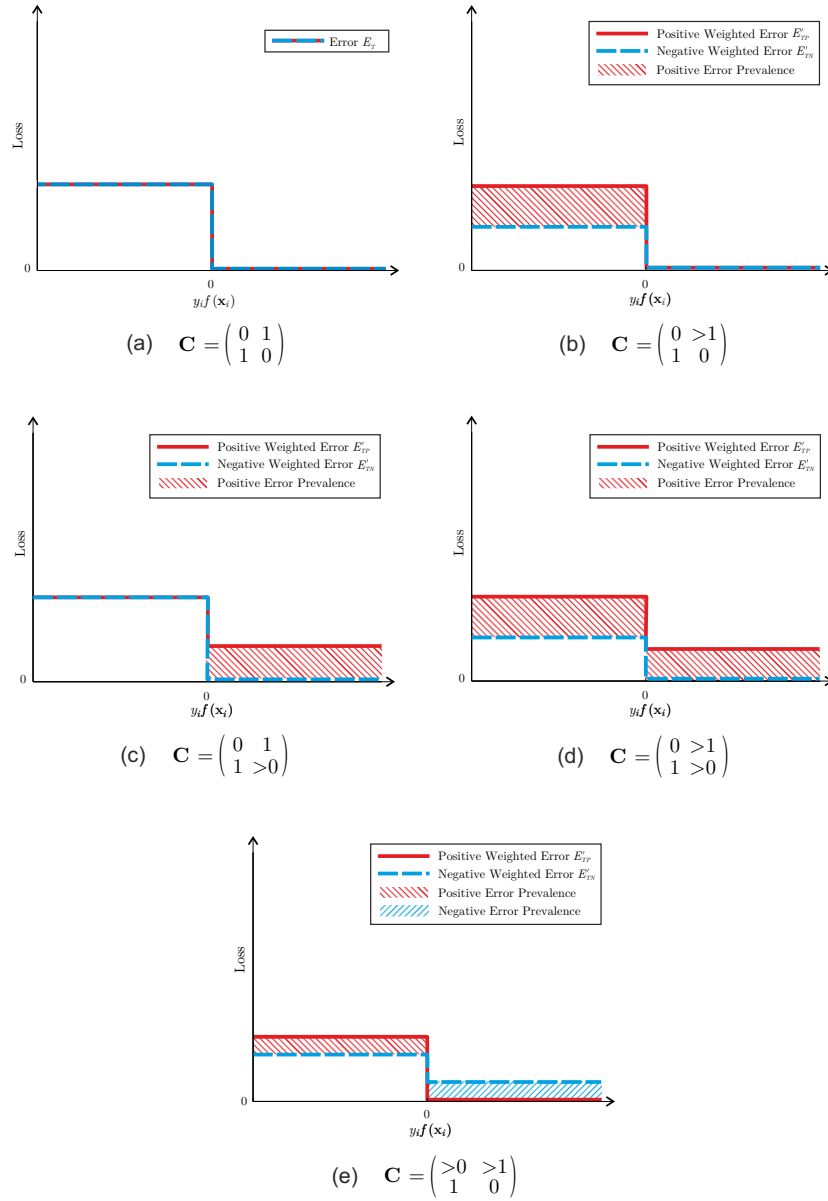 Error E_T
Loss
0
0
y_i f(x_i)
(a) C = ( 0 1
1 0 )
Positive Weighted Error E'_TP
Negative Weighted Error E'_TN
Positive Error Prevalence
Loss
0
0
y_i f(x_i)
(b) C = ( 0 >1
1 0 )
Positive Weighted Error E'_TP
Negative Weighted Error E'_TN
Positive Error Prevalence
Loss
0
0
y_i f(x_i)
(c) C = ( 0 1
1 >0 )
Positive Weighted Error E'_TP
Negative Weighted Error E'_TN
Positive Error Prevalence
Loss
0
0
y_i f(x_i)
(d) C = ( 0 >1
1 >0 )
Positive Weighted Error E'_TP
Negative Weighted Error E'_TN
Positive Error Prevalence
Negative Error Prevalence
Loss
0
0
y_i f(x_i)
(e) C = ( >0 >1
1 0 )